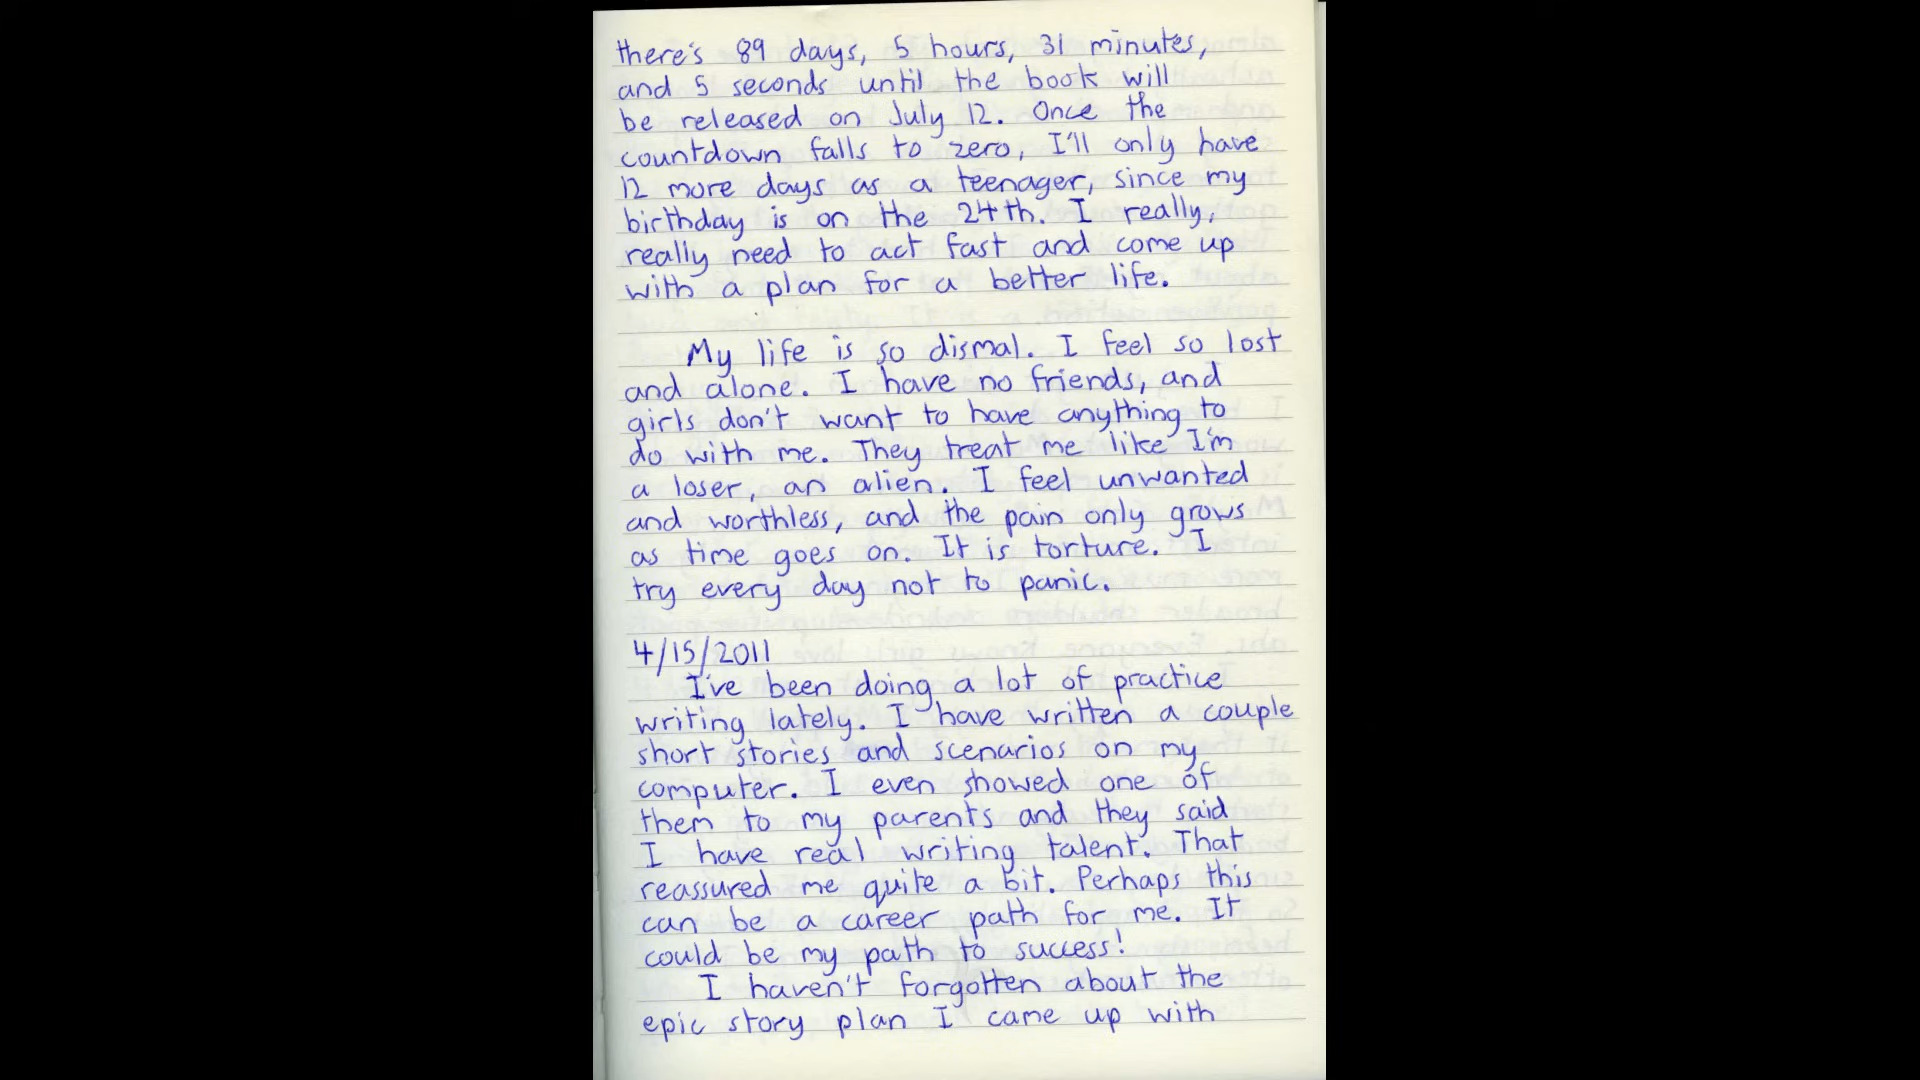 there's 89 days, 5 hours, 31 minutes,
and 5 seconds until the book will
be released on July 12. Once the
countdown falls to zero, I'll only have
12 more days as a teenager, since my
birthday is on the 24th. I really,
really need to act fast and come up
with a plan for a better life.
My life is so dismal. I feel so lost
and alone. I have no friends, and
girls don't want to have anything to
do with me. They treat me like I'm
a loser, an alien. I feel unwanted
and worthless, and the pain only grows
as time goes on. It is torture. I
try every day not to panic.
4/15/2011
I've been doing a lot of practice
writing lately. I have written a couple
short stories and scenarios on my
computer. I even showed one of
them to my parents and they said
I have real writing talent. That
reassured me quite a bit. Perhaps this
can be a career path for me. It
could be my path to success!
I haven't forgotten about the
epic story plan I came up with